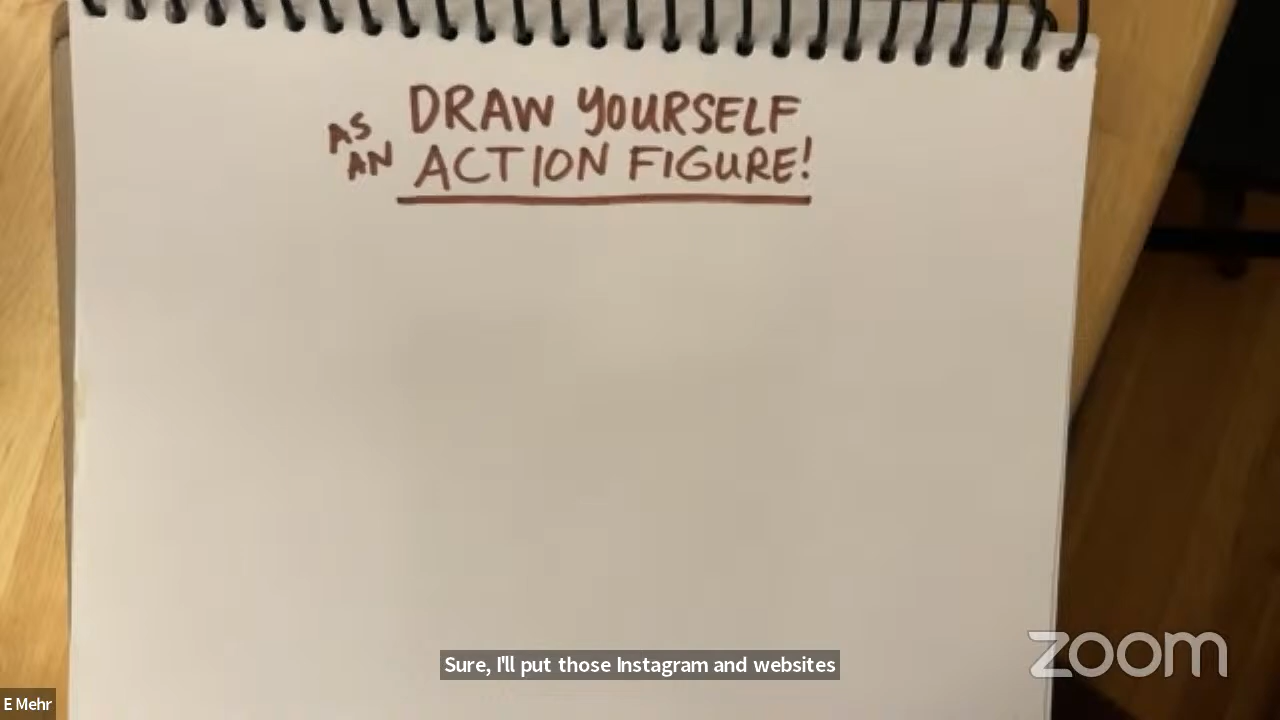 DRAW YOURSELF
AS AN ACTION FIGURE!
Sure, I'll put those Instagram and websites
zoom
E Mehr